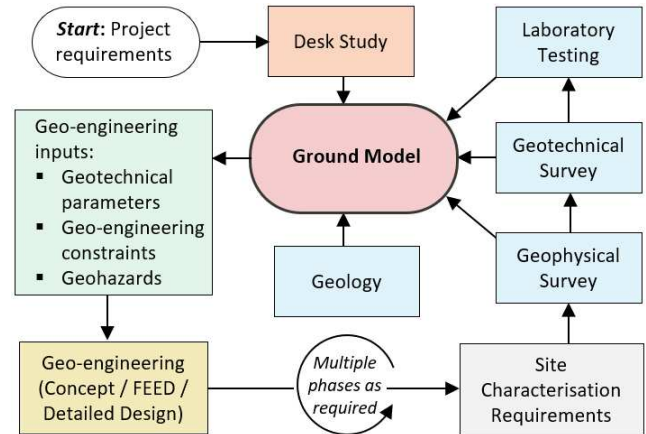 Start: Project
requirements
Desk Study
Laboratory
Testing
Geo-engineering
inputs:
▪ Geotechnical
parameters
▪ Geo-engineering
constraints
▪ Geohazards
Ground Model
Geotechnical
Survey
Geology
Geophysical
Survey
Geo-engineering
(Concept / FEED /
Detailed Design)
Multiple
phases as
required
Site
Characterisation
Requirements